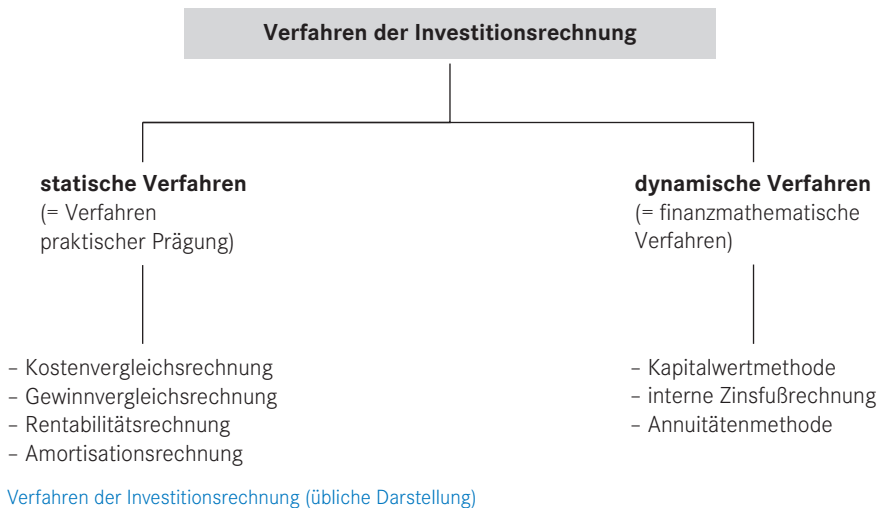 Verfahren der Investitionsrechnung
statische Verfahren
(= Verfahren
praktischer Prägung)
– Kostenvergleichsrechnung
– Gewinnvergleichsrechnung
– Rentabilitätsrechnung
– Amortisationsrechnung
dynamische Verfahren
(= finanzmathematische
Verfahren)
– Kapitalwertmethode
– interne Zinsfußrechnung
– Annuitätenmethode
Verfahren der Investitionsrechnung (übliche Darstellung)